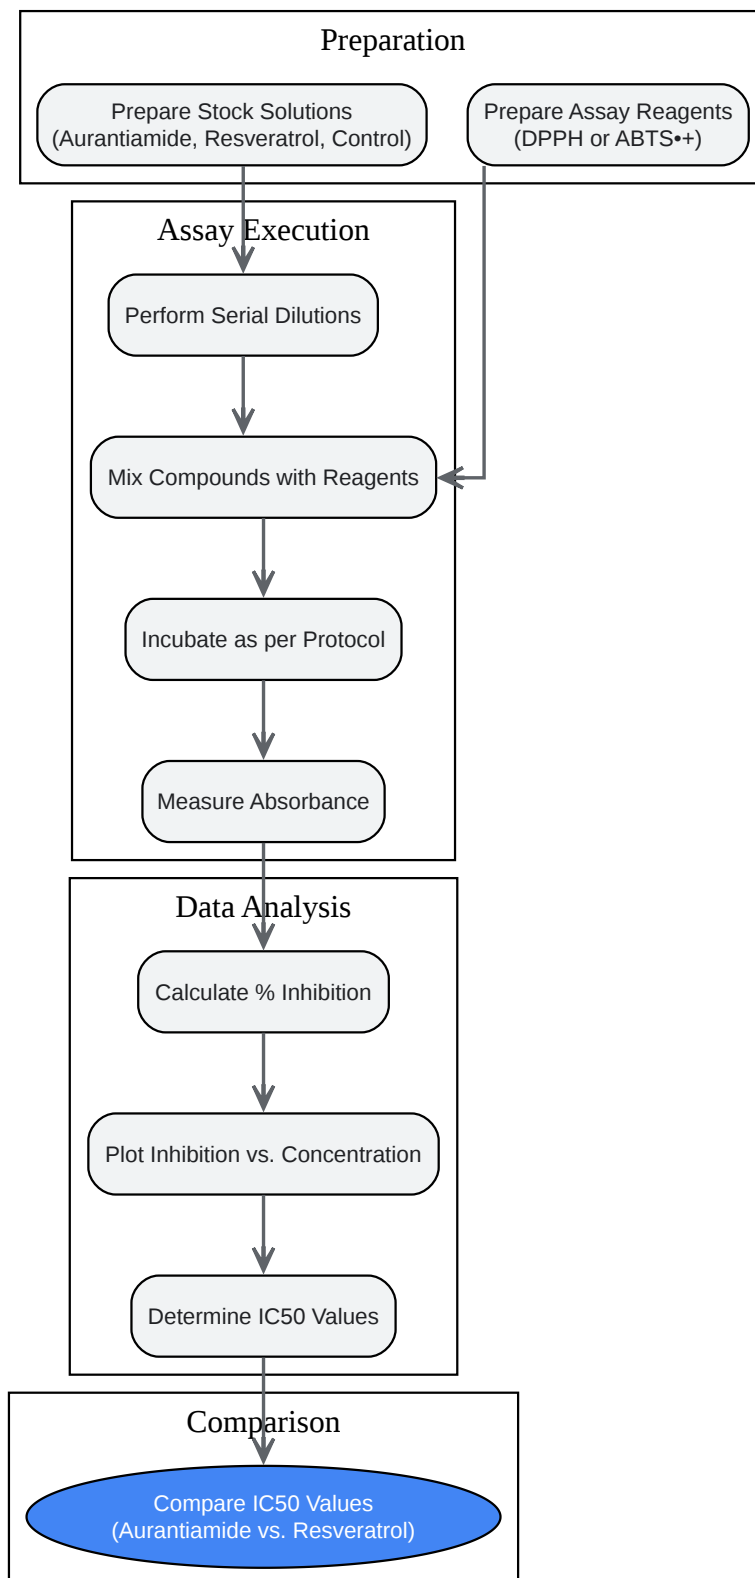 Preparation
Prepare Stock Solutions
(Aurantiamide, Resveratrol, Control)
Prepare Assay Reagents
(DPPH or ABTS•+)
Assay Execution
Perform Serial Dilutions
Mix Compounds with Reagents
Incubate as per Protocol
Measure Absorbance
Data Analysis
Calculate % Inhibition
Plot Inhibition vs. Concentration
Determine IC50 Values
Comparison
Compare IC50 Values
(Aurantiamide vs. Resveratrol)